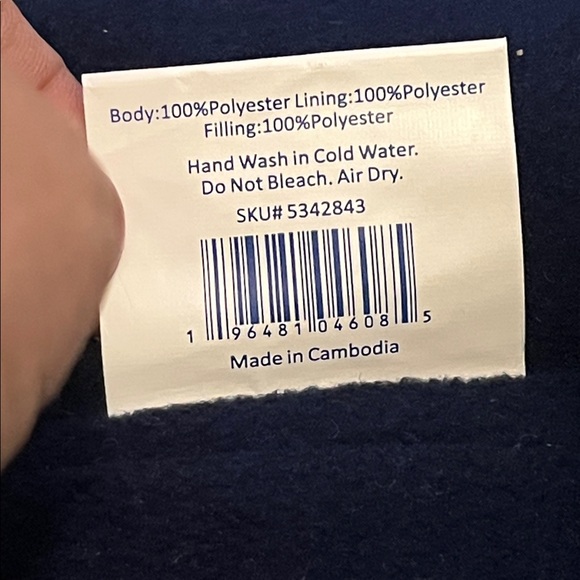 Body:100%Polyester Lining:100%Polyester
Filling:100%Polyester
Hand Wash in Cold Water.
Do Not Bleach. Air Dry.
SKU# 5342843
1 96481 04608 5
Made in Cambodia